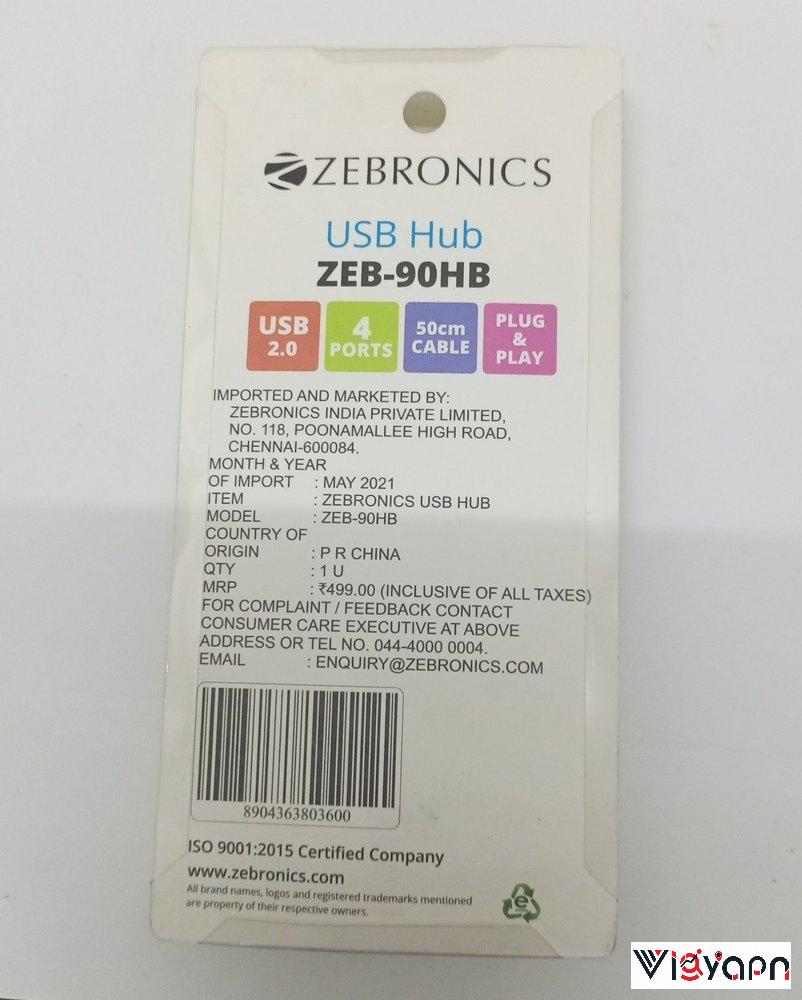 ZEBRONICS
USB Hub
ZEB-90HB
USB 2.0
4 PORTS
50cm CABLE
PLUG & PLAY
IMPORTED AND MARKETED BY:
ZEBRONICS INDIA PRIVATE LIMITED,
NO. 118, POONAMALLEE HIGH ROAD,
CHENNAI-600084.
MONTH & YEAR
OF IMPORT : MAY 2021
ITEM : ZEBRONICS USB HUB
MODEL : ZEB-90HB
COUNTRY OF
ORIGIN : P R CHINA
QTY : 1 U
MRP : ₹499.00 (INCLUSIVE OF ALL TAXES)
FOR COMPLAINT / FEEDBACK CONTACT
CONSUMER CARE EXECUTIVE AT ABOVE
ADDRESS OR TEL NO. 044-4000 0004.
EMAIL : ENQUIRY@ZEBRONICS.COM
8904363803600
ISO 9001:2015 Certified Company
www.zebronics.com
All brand names, logos and registered trademarks mentioned
are property of their respective owners.
e
Vigyapn